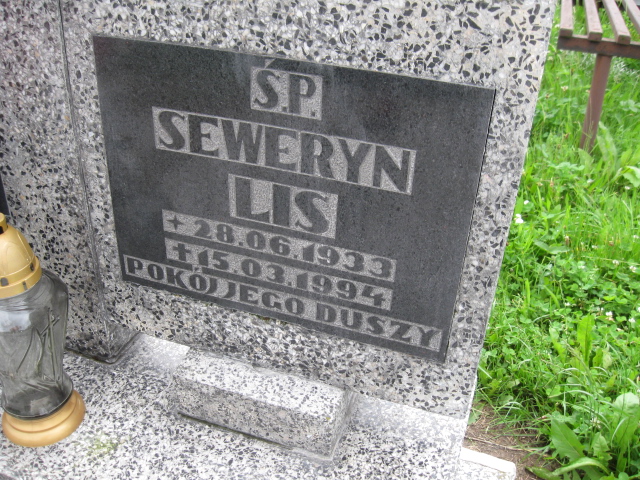 Ś.P.
SEWERYN
LIS
+ 28.06.1933
† 15.03.1994
POKÓJ JEGO DUSZY